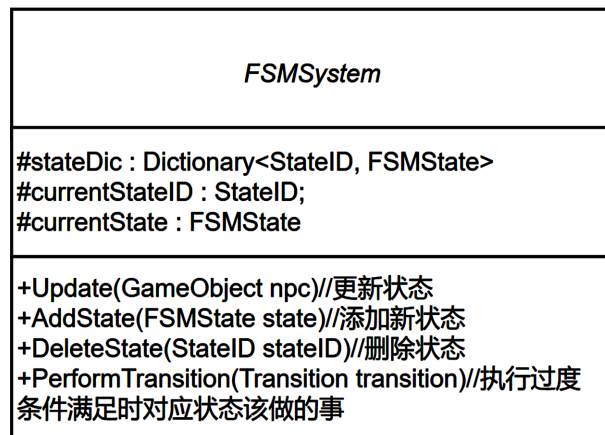 FSMSystem
#stateDic : Dictionary<StateID, FSMState>
#currentStateID : StateID;
#currentState : FSMState
+Update(GameObject npc)//更新状态
+AddState(FSMState state)//添加新状态
+DeleteState(StateID stateID)//删除状态
+PerformTransition(Transition transition)//执行过度
条件满足时对应状态该做的事